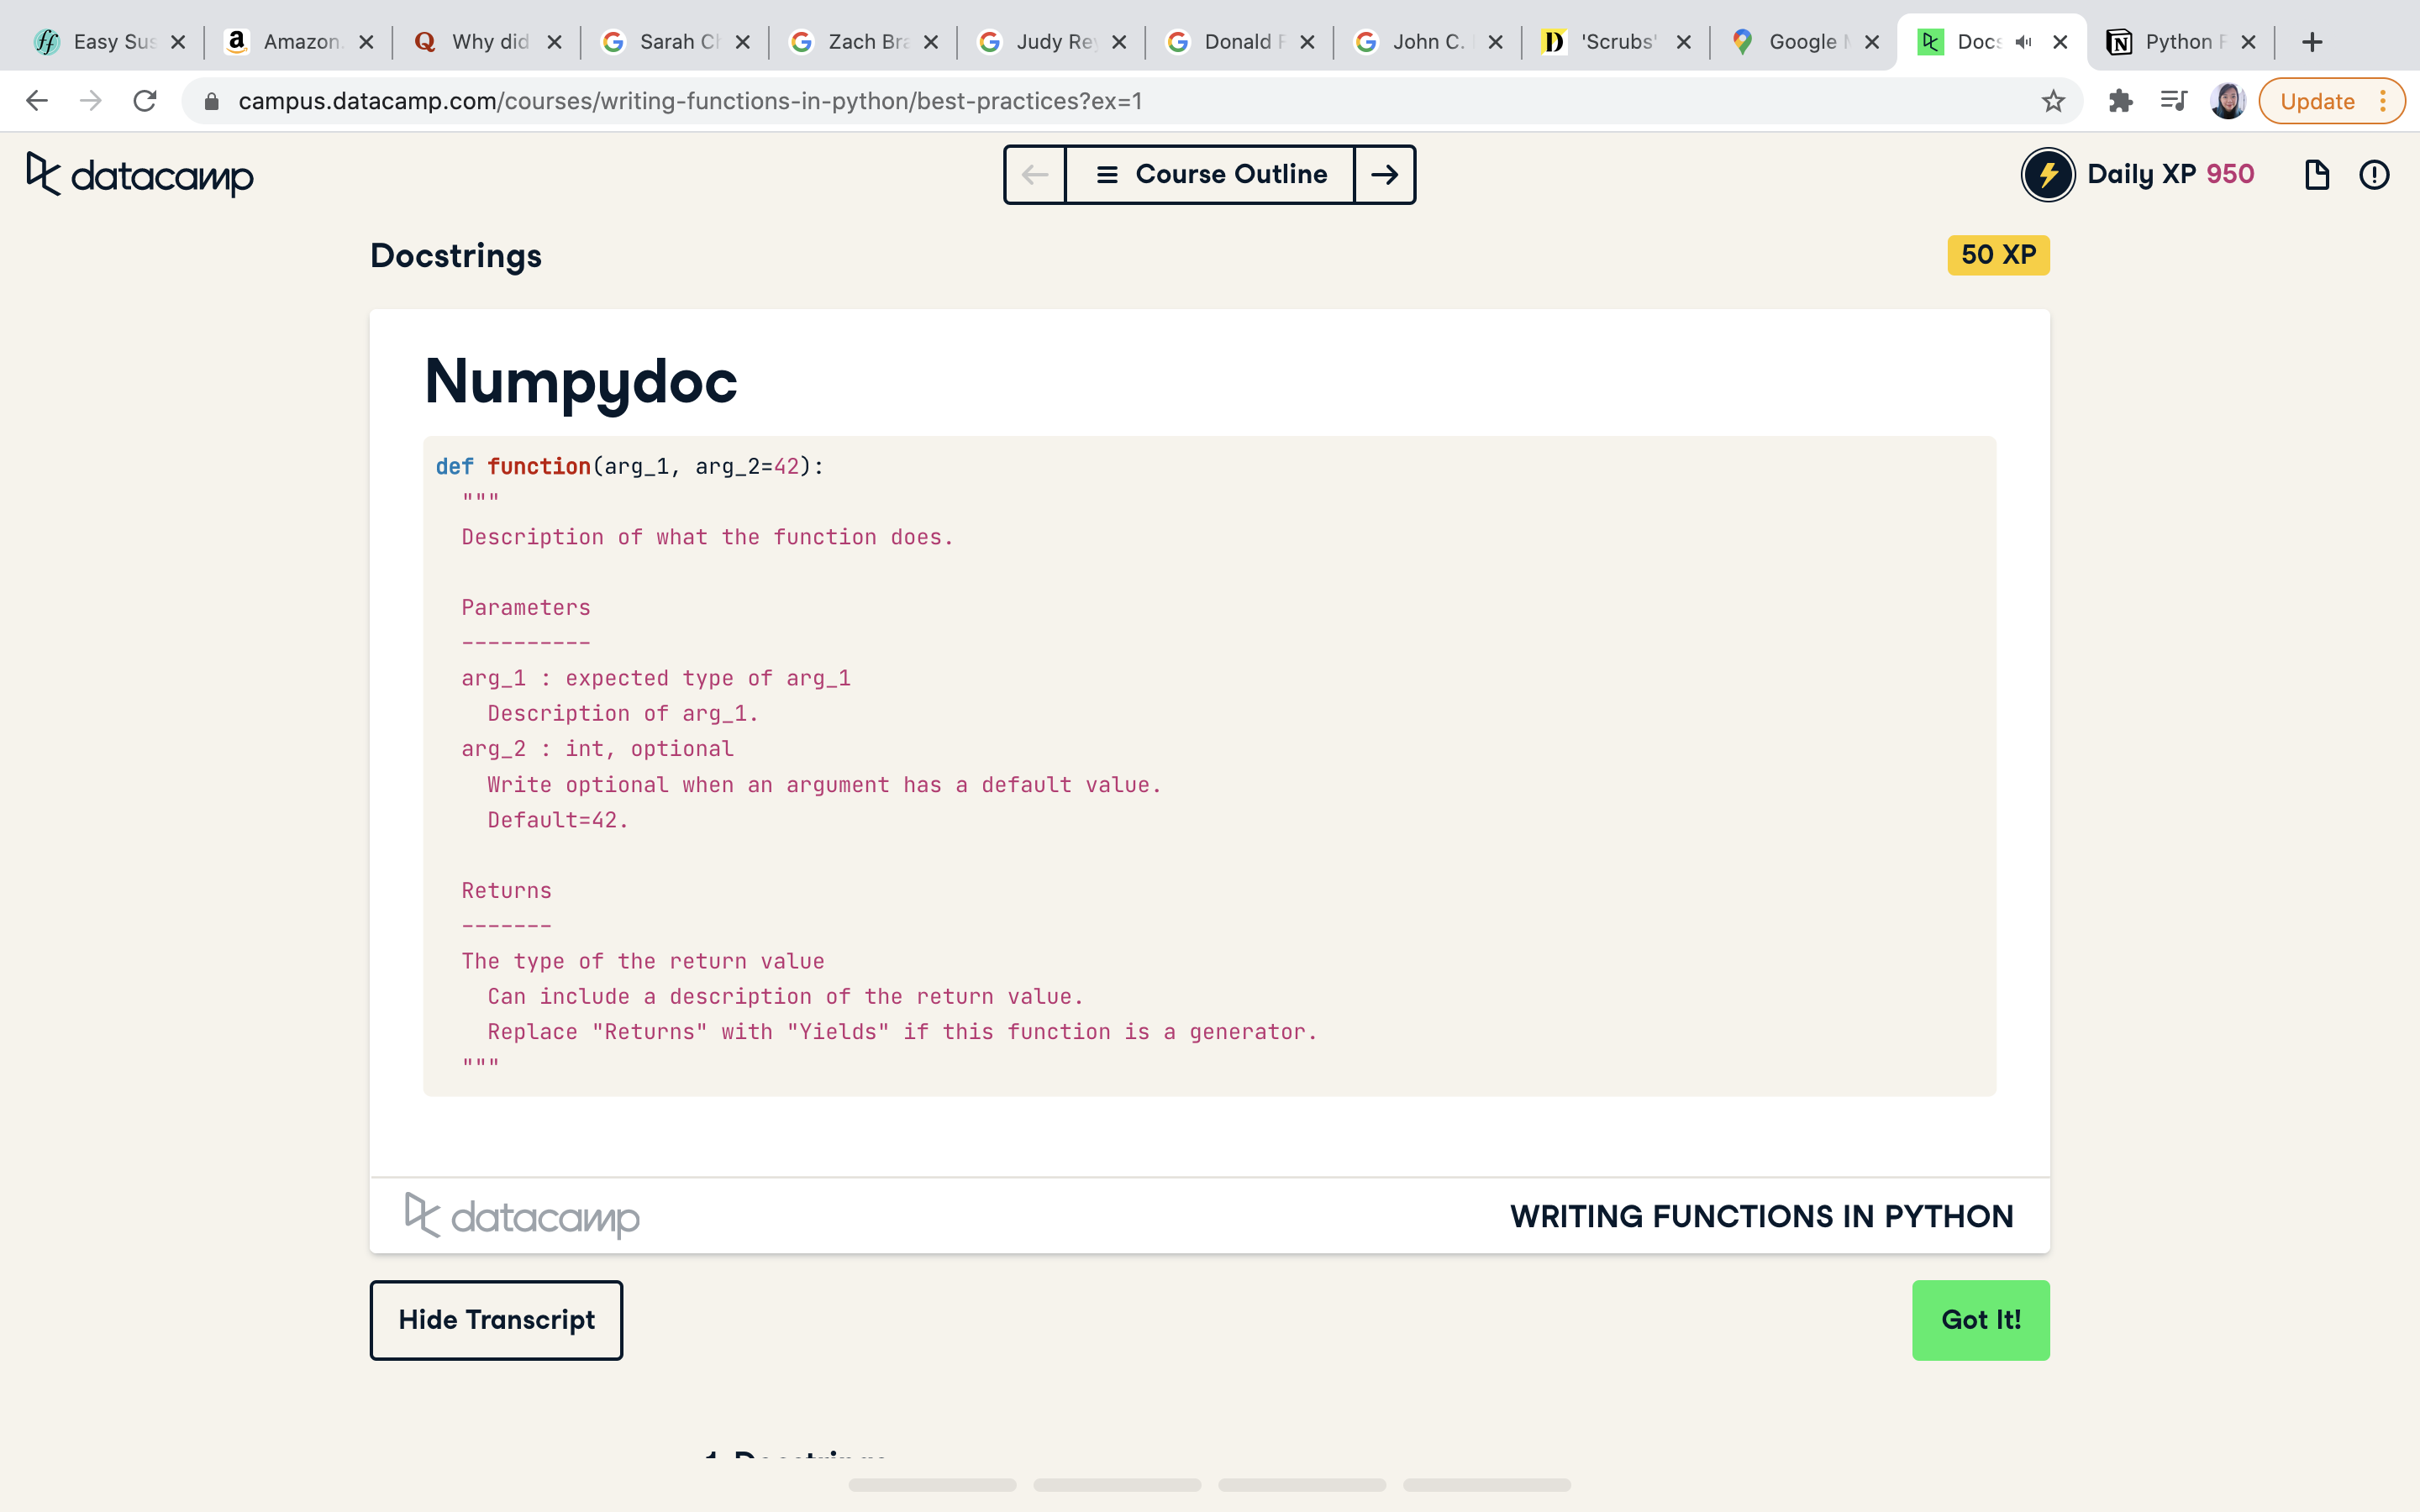 Easy Sus
Amazon.
Why did
Sarah Ch
Zach Bra
Judy Rey
Donald F
John C.
'Scrubs'
Google M
Docs
Python F
campus.datacamp.com/courses/writing-functions-in-python/best-practices?ex=1
Update
datacamp
Course Outline
Daily XP 950
Docstrings
50 XP
Numpydoc
def function(arg_1, arg_2=42):
"""
Description of what the function does.
Parameters
----------
arg_1 : expected type of arg_1
Description of arg_1.
arg_2 : int, optional
Write optional when an argument has a default value.
Default=42.
Returns
-------
The type of the return value
Can include a description of the return value.
Replace "Returns" with "Yields" if this function is a generator.
"""
datacamp
WRITING FUNCTIONS IN PYTHON
Hide Transcript
Got It!
1. Docstrings